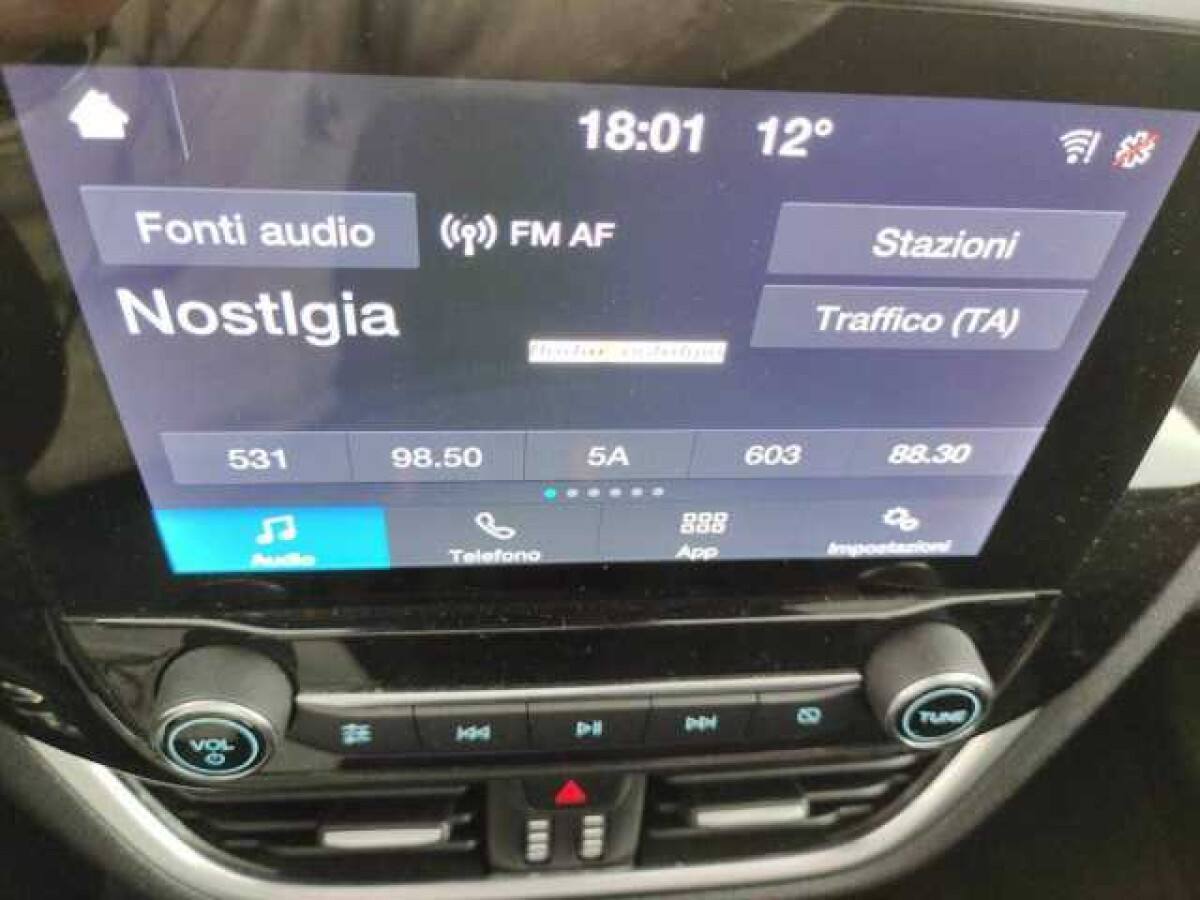 18:01 12°
Fonti audio
FM AF
Stazioni
Nostlgia
Traffico (TA)
531 98.50 5A 603 88.30
Audio Telefono App Impostazioni
VOL
TUNE